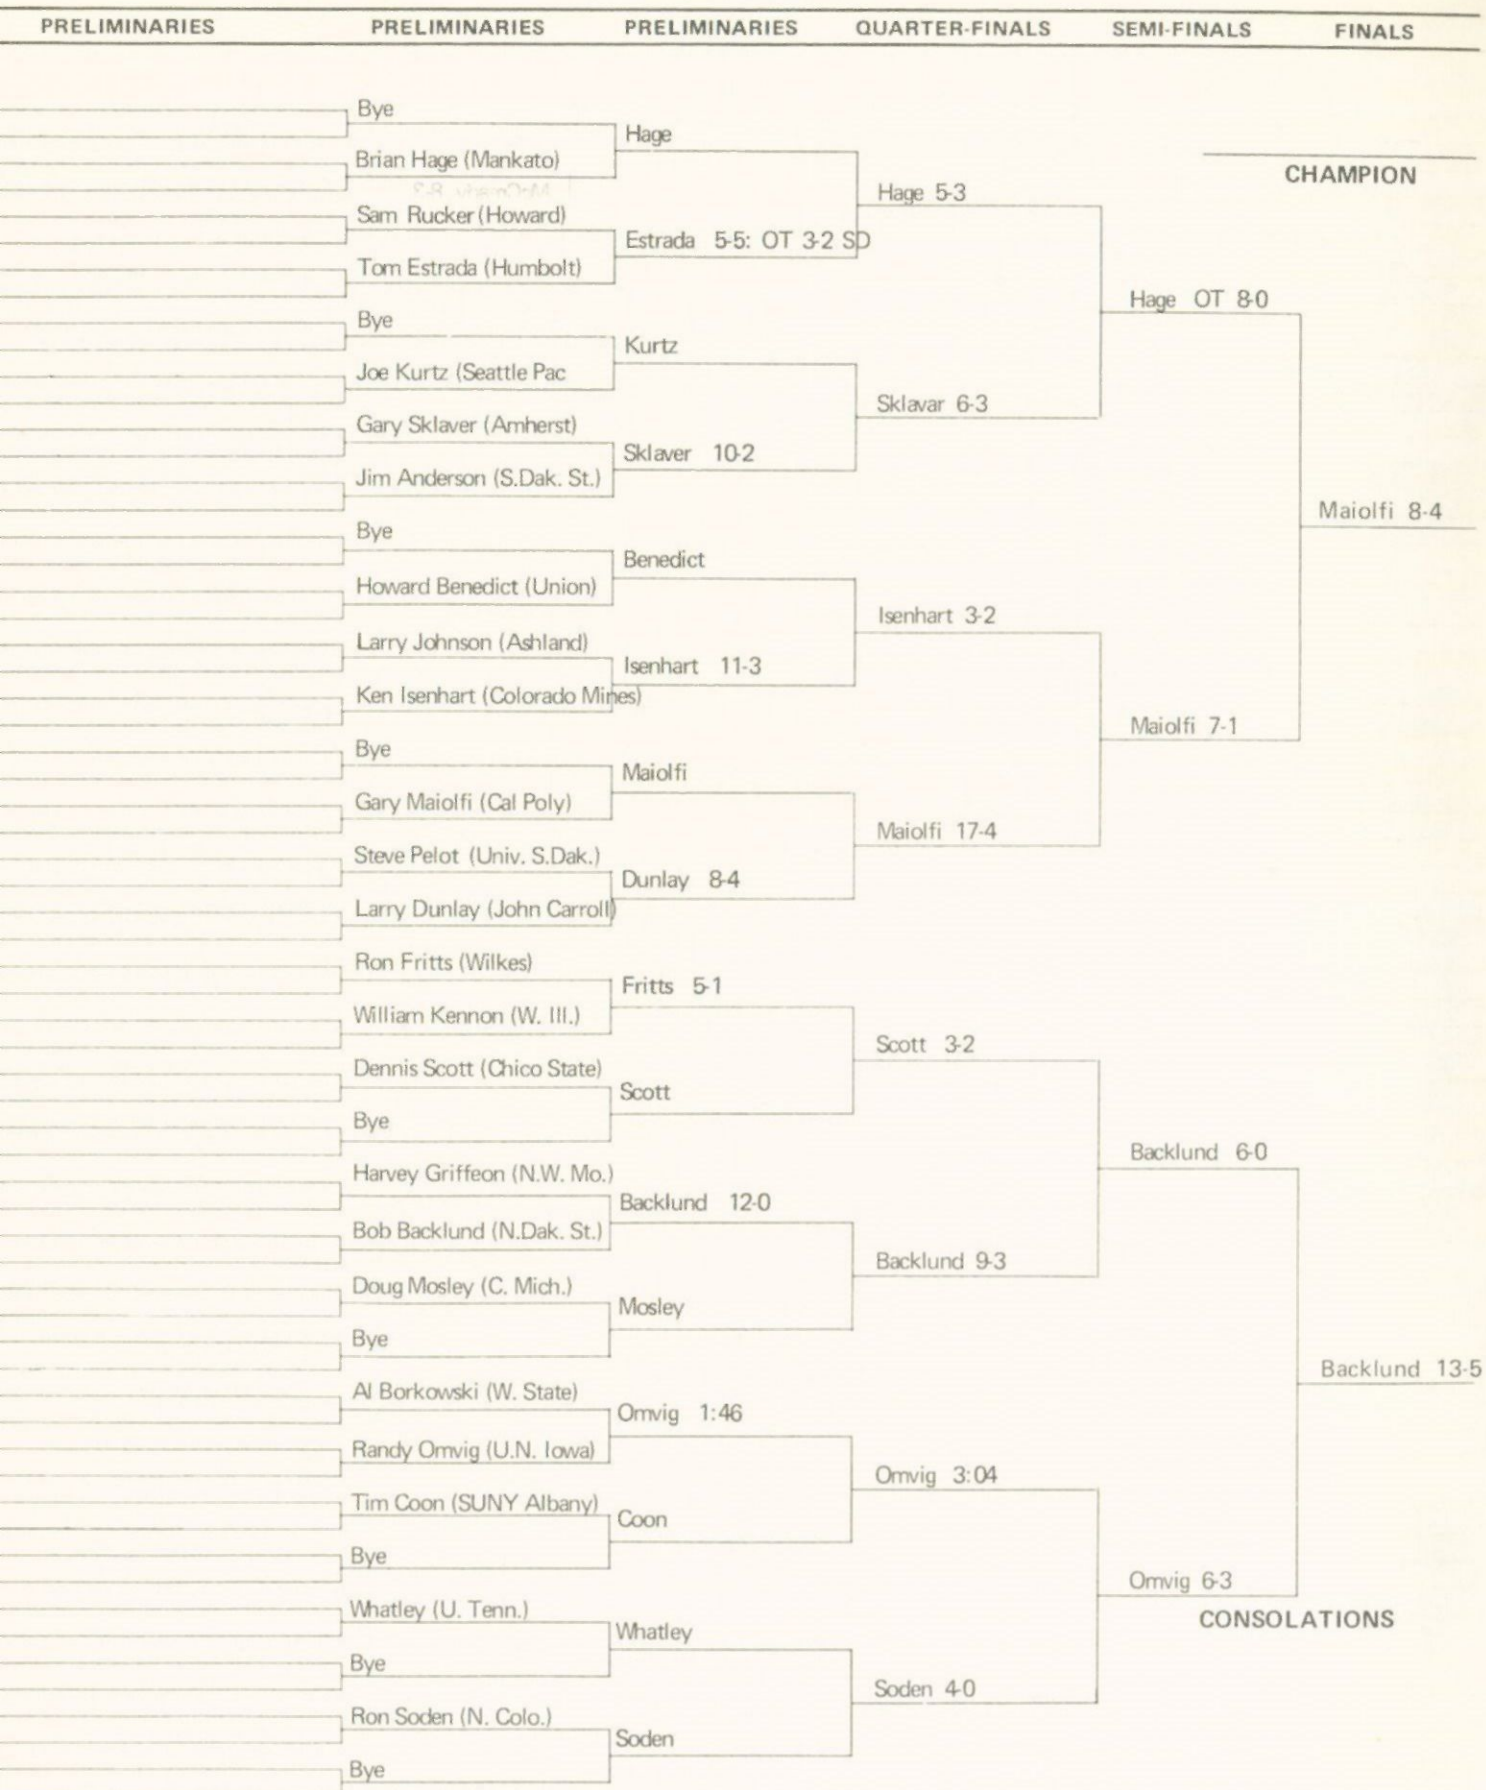 PRELIMINARIES PRELIMINARIES PRELIMINARIES QUARTER-FINALS SEMI-FINALS FINALS
Bye
Hage
Brian Hage (Mankato)
CHAMPION
Hage 5-3
Sam Rucker (Howard)
Estrada 5-5: OT 3-2 SD
Tom Estrada (Humbolt)
Hage OT 8-0
Bye
Kurtz
Joe Kurtz (Seattle Pac
Sklavar 6-3
Gary Sklaver (Amherst)
Sklaver 10-2
Jim Anderson (S.Dak. St.)
Maiolfi 8-4
Bye
Benedict
Howard Benedict (Union)
Isenhart 3-2
Larry Johnson (Ashland)
Isenhart 11-3
Ken Isenhart (Colorado Mines)
Maiolfi 7-1
Bye
Maiolfi
Gary Maiolfi (Cal Poly)
Maiolfi 17-4
Steve Pelot (Univ. S.Dak.)
Dunlay 8-4
Larry Dunlay (John Carroll)
Ron Fritts (Wilkes)
Fritts 5-1
William Kennon (W. Ill.)
Scott 3-2
Dennis Scott (Chico State)
Scott
Bye
Backlund 6-0
Harvey Griffeon (N.W. Mo.)
Backlund 12-0
Bob Backlund (N.Dak. St.)
Backlund 9-3
Doug Mosley (C. Mich.)
Mosley
Bye
Backlund 13-5
Al Borkowski (W. State)
Omvig 1:46
Randy Omvig (U.N. Iowa)
Omvig 3:04
Tim Coon (SUNY Albany)
Coon
Bye
Omvig 6-3
Whatley (U. Tenn.)
CONSOLATIONS
Whatley
Bye
Soden 4-0
Ron Soden (N. Colo.)
Soden
Bye